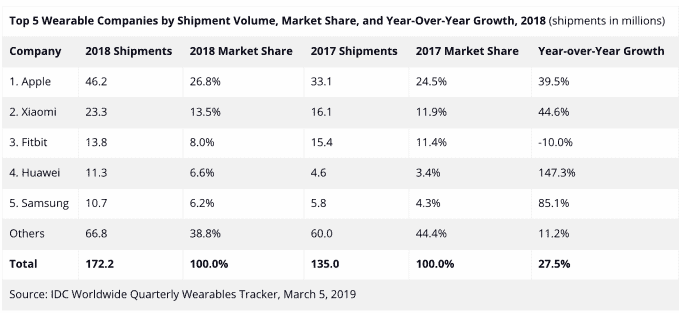 Top 5 Wearable Companies by Shipment Volume, Market Share, and Year-Over-Year Growth, 2018 (shipments in millions)
Company 2018 Shipments 2018 Market Share 2017 Shipments 2017 Market Share Year-over-Year Growth
1. Apple 46.2 26.8% 33.1 24.5% 39.5%
2. Xiaomi 23.3 13.5% 16.1 11.9% 44.6%
3. Fitbit 13.8 8.0% 15.4 11.4% -10.0%
4. Huawei 11.3 6.6% 4.6 3.4% 147.3%
5. Samsung 10.7 6.2% 5.8 4.3% 85.1%
Others 66.8 38.8% 60.0 44.4% 11.2%
Total 172.2 100.0% 135.0 100.0% 27.5%
Source: IDC Worldwide Quarterly Wearables Tracker, March 5, 2019